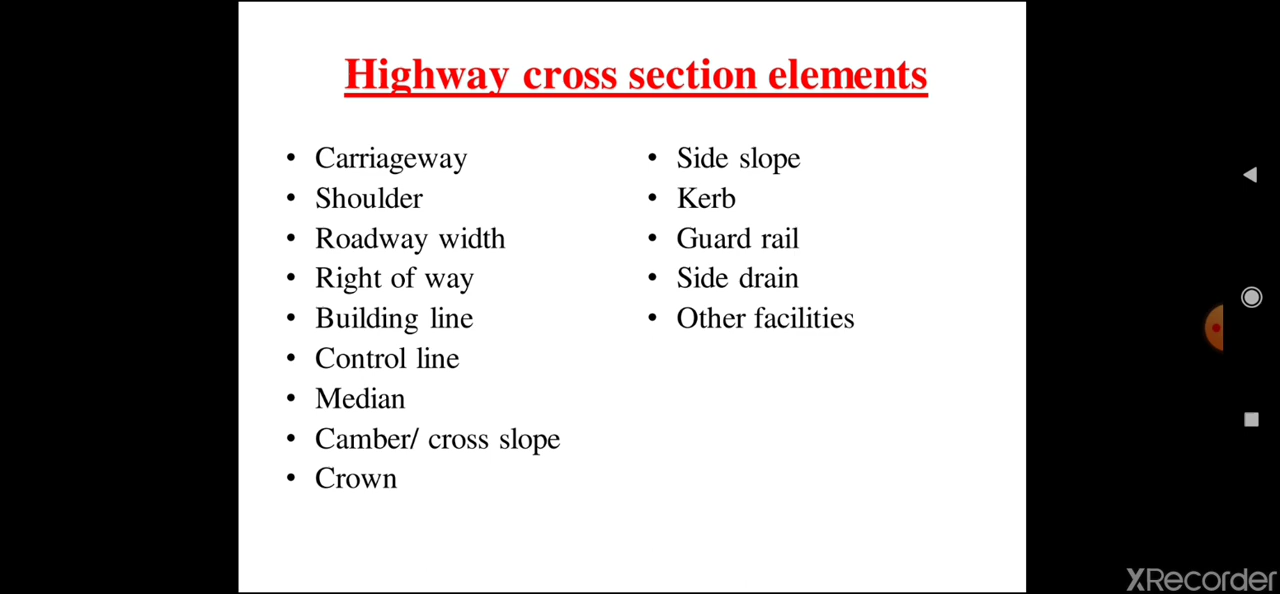 Highway cross section elements
• Carriageway
• Shoulder
• Roadway width
• Right of way
• Building line
• Control line
• Median
• Camber/ cross slope
• Crown
• Side slope
• Kerb
• Guard rail
• Side drain
• Other facilities
XRecorder